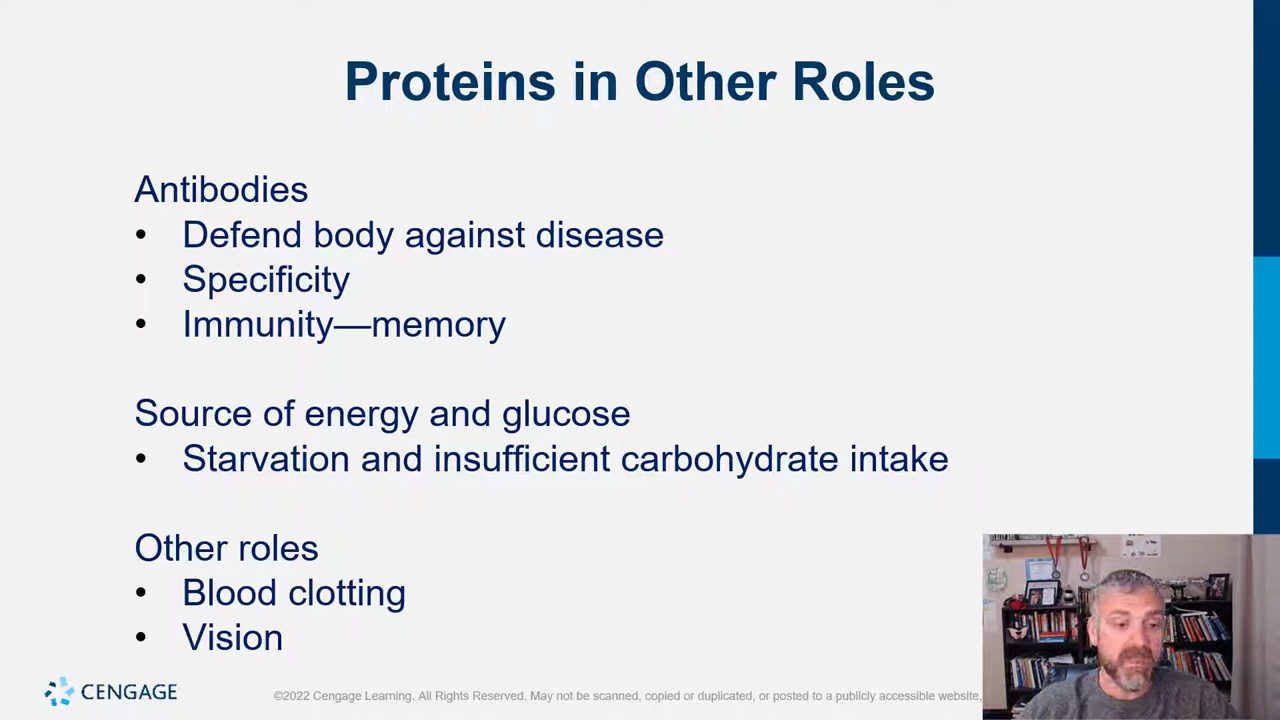 Proteins in Other Roles
Antibodies
• Defend body against disease
• Specificity
• Immunity—memory
Source of energy and glucose
• Starvation and insufficient carbohydrate intake
Other roles
• Blood clotting
• Vision
CENGAGE
©2022 Cengage Learning. All Rights Reserved. May not be scanned, copied or duplicated, or posted to a publicly accessible website,